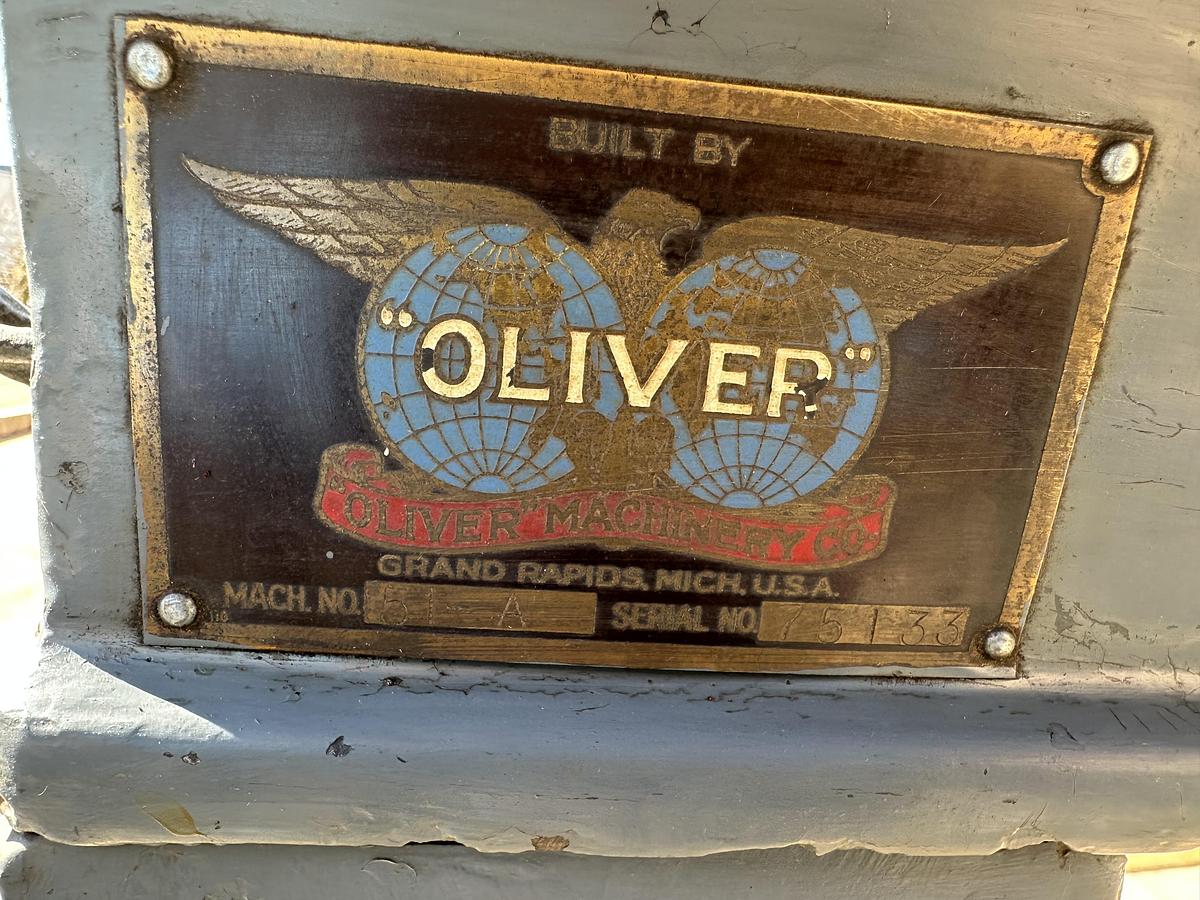 BUILT BY
"OLIVER"
"OLIVER" MACHINERY CO.
GRAND RAPIDS, MICH, U.S.A.
MACH. NO. 51-A SERIAL NO. 75133